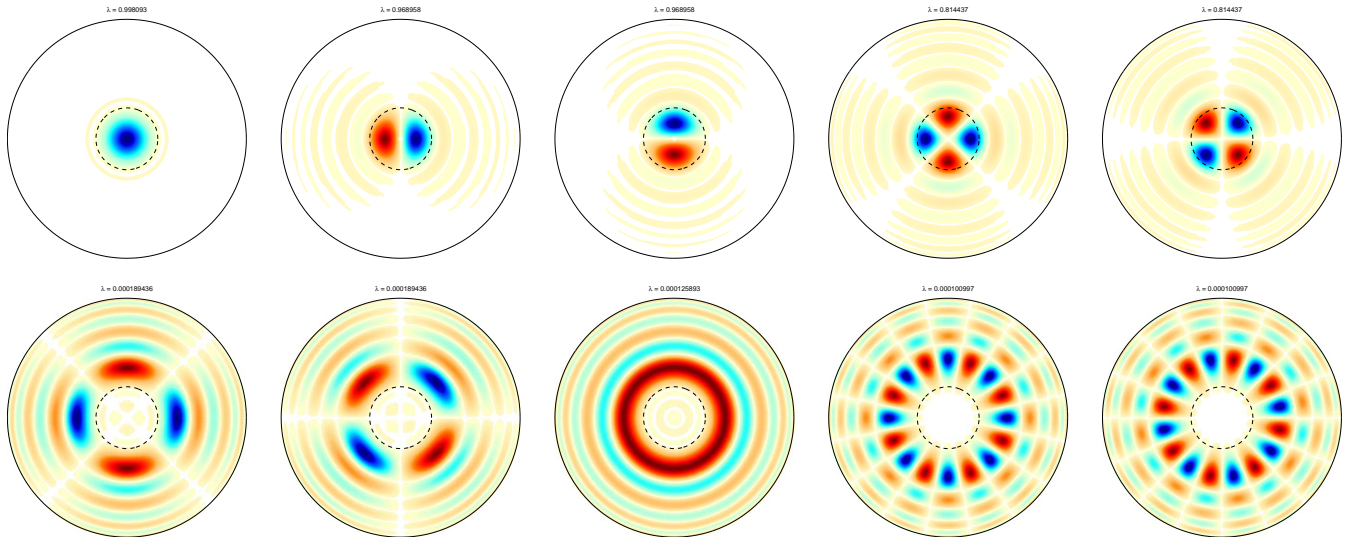 λ = 0.998093
λ = 0.968958
λ = 0.968958
λ = 0.814437
λ = 0.814437
λ = 0.000189436
λ = 0.000189436
λ = 0.000125893
λ = 0.000100997
λ = 0.000100997